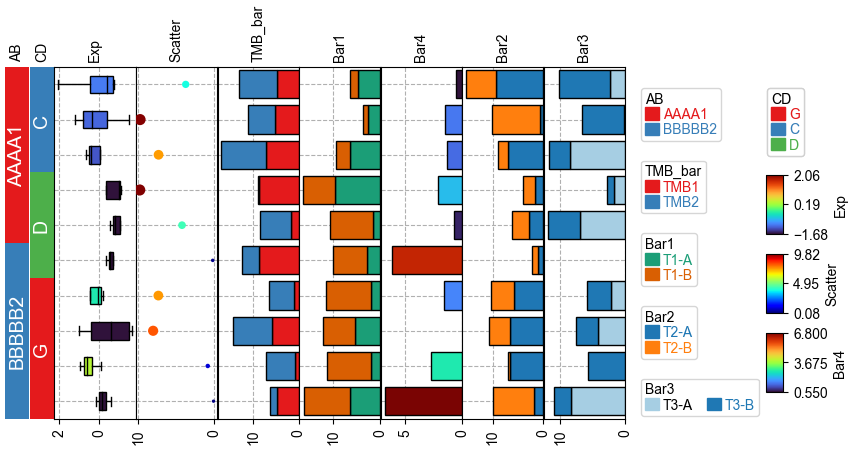 AB
CD
Exp
Scatter
TMB_bar
Bar1
Bar4
Bar2
Bar3
AAAA1
BBBBB2
C
D
G
2
0
10
0
10
0
10
0
5
0
10
0
10
0
AB
AAAA1
BBBBB2
TMB_bar
TMB1
TMB2
Bar1
T1-A
T1-B
Bar2
T2-A
T2-B
Bar3
T3-A T3-B
CD
G
C
D
2.06
0.19
−1.68
Exp
9.82
4.95
0.08
Scatter
6.800
3.675
0.550
Bar4